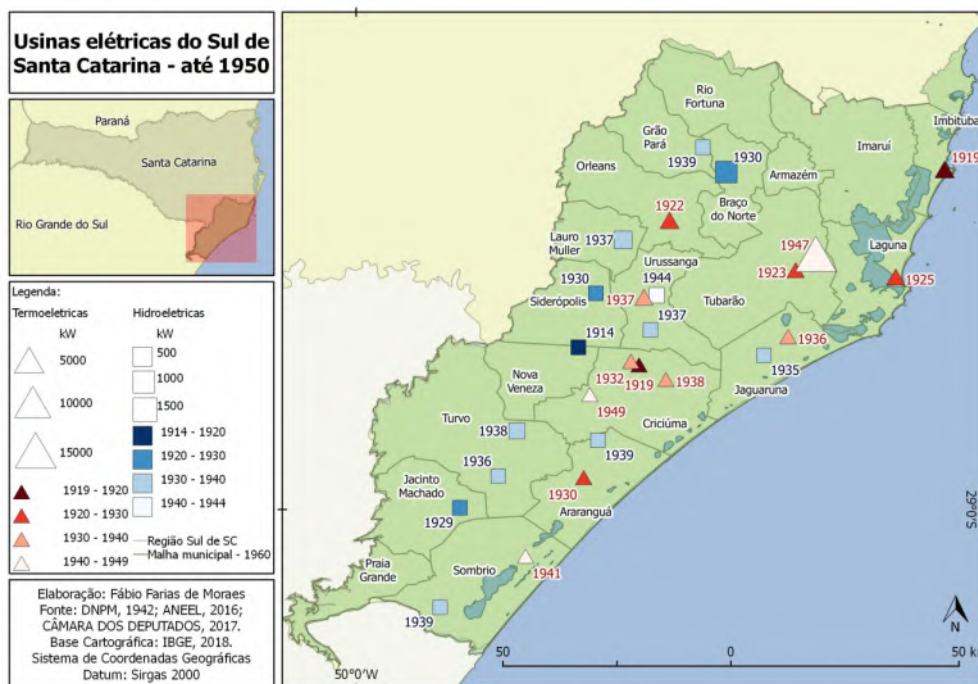 Usinas elétricas do Sul de
Santa Catarina - até 1950
Paraná
Santa Catarina
Rio Grande do Sul
Legenda:
Termoeletricas
kW
5000
10000
15000
1919 - 1920
1920 - 1930
1930 - 1940
1940 - 1949
Hidroeletricas
kW
500
1000
1500
1914 - 1920
1920 - 1930
1930 - 1940
1940 - 1944
Região Sul de SC
Malha municipal - 1960
Elaboração: Fábio Farias de Moraes
Fonte: DNPM, 1942; ANEEL, 2016;
CÂMARA DOS DEPUTADOS, 2017.
Base Cartográfica: IBGE, 2018.
Sistema de Coordenadas Geográficas
Datum: Sirgas 2000
Rio
Fortuna
Imbituba
Grão
Pará
1939
1930
Imaruí
1919
Orleans
Armazém
Braço
do Norte
1922
Lauro
Muller
1937
1947
Laguna
Urussanga
1944
1923
1925
1930
Siderópolis
1937
Tubarão
1937
1914
1936
1935
Jaguaruna
Nova
Veneza
1932
1919
1938
1949
Turvo
Criciúma
1938
1939
1936
Jacinto
Machado
1930
Araranguá
1929
Praia
Grande
Sombrio
1941
1939
29°0'S
50°0'W
N
50
0
50 k